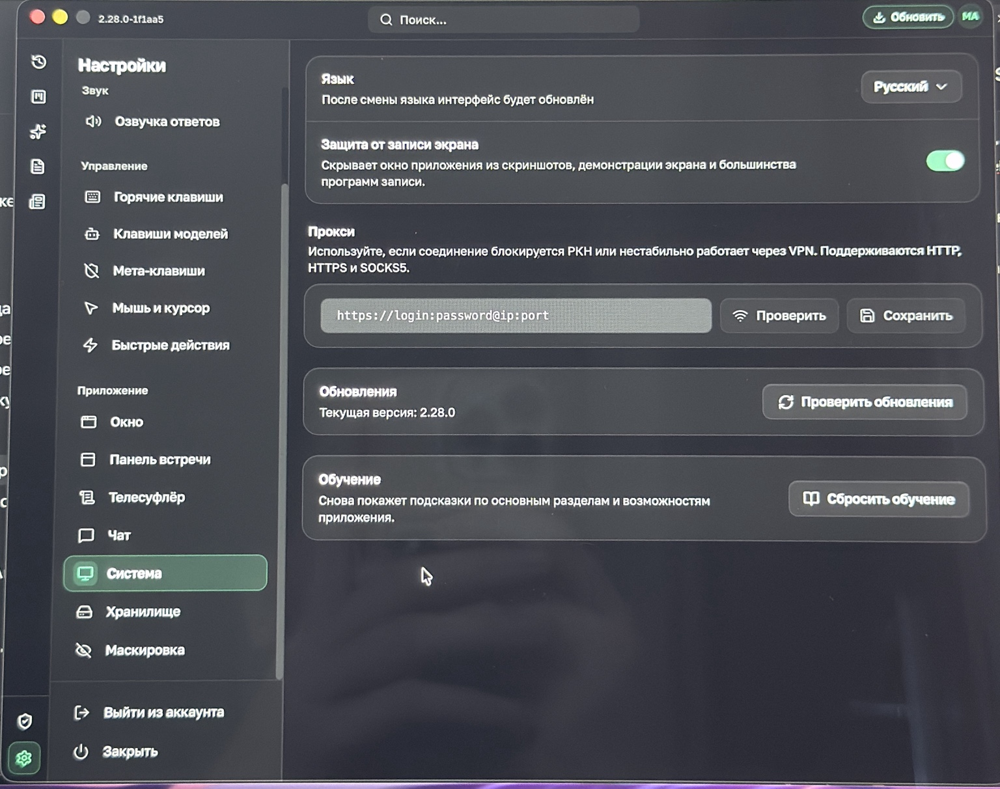 2.28.0-1f1aa5
Поиск...
Обновить
MA
Настройки
Звук
Озвучка ответов
Управление
Горячие клавиши
Клавиши моделей
Мета-клавиши
Мышь и курсор
Быстрые действия
Приложение
Окно
Панель встречи
Телесуфлёр
Чат
Система
Хранилище
Маскировка
Выйти из аккаунта
Закрыть
Язык
После смены языка интерфейс будет обновлён
Русский
Защита от записи экрана
Скрывает окно приложения из скриншотов, демонстрации экрана и большинства
программ записи.
Прокси
Используйте, если соединение блокируется РКН или нестабильно работает через VPN. Поддерживаются HTTP,
HTTPS и SOCKS5.
https://login:password@ip:port
Проверить
Сохранить
Обновления
Текущая версия: 2.28.0
Проверить обновления
Обучение
Снова покажет подсказки по основным разделам и возможностям
приложения.
Сбросить обучение